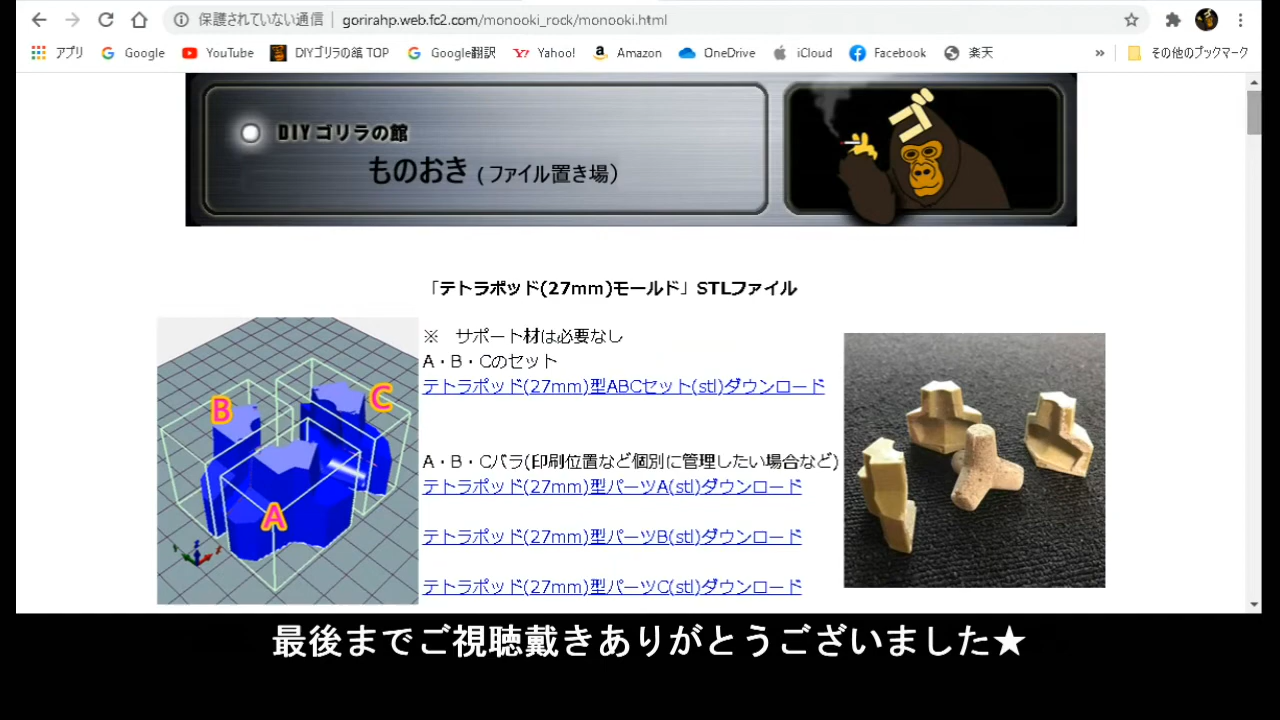 保護されていない通信 | gorirahp.web.fc2.com/monooki_rock/monooki.html
アプリ Google YouTube DIYゴリラの館 TOP Google翻訳 Yahoo! Amazon OneDrive iCloud Facebook 楽天 » その他のブックマーク
DIY ゴリラの館
ものおき (ファイル置き場)
ゴ
「テトラポッド(27mm)モールド」STLファイル
※ サポート材は必要なし
A・B・Cのセット
テトラポッド(27mm)型ABCセット(stl)ダウンロード
A・B・Cバラ(印刷位置など個別に管理したい場合など)
テトラポッド(27mm)型パーツA(stl)ダウンロード
テトラポッド(27mm)型パーツB(stl)ダウンロード
テトラポッド(27mm)型パーツC(stl)ダウンロード
B
C
A
最後までご視聴戴きありがとうございました★